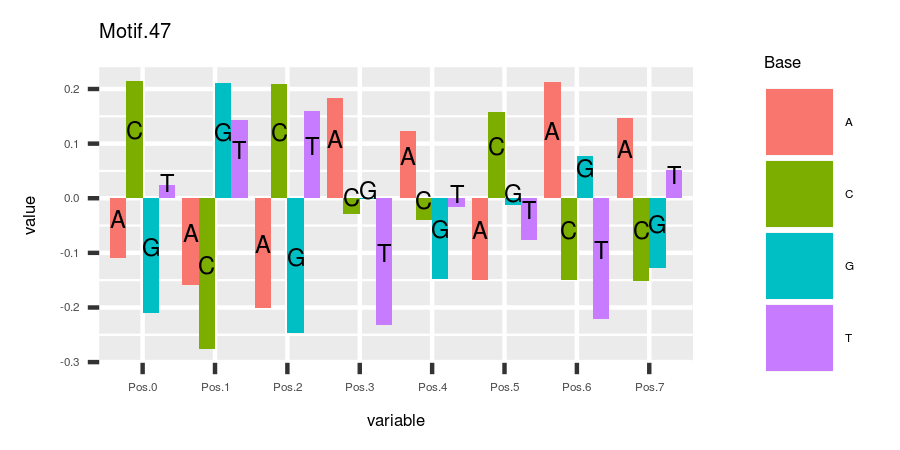 Motif.47
Base
A
C
G
T
value
0.2
0.1
0.0
-0.1
-0.2
-0.3
A C G T
A C G T
A C G T
A C G T
A C G T
A C G T
A C G T
A C G T
Pos.0 Pos.1 Pos.2 Pos.3 Pos.4 Pos.5 Pos.6 Pos.7
variable